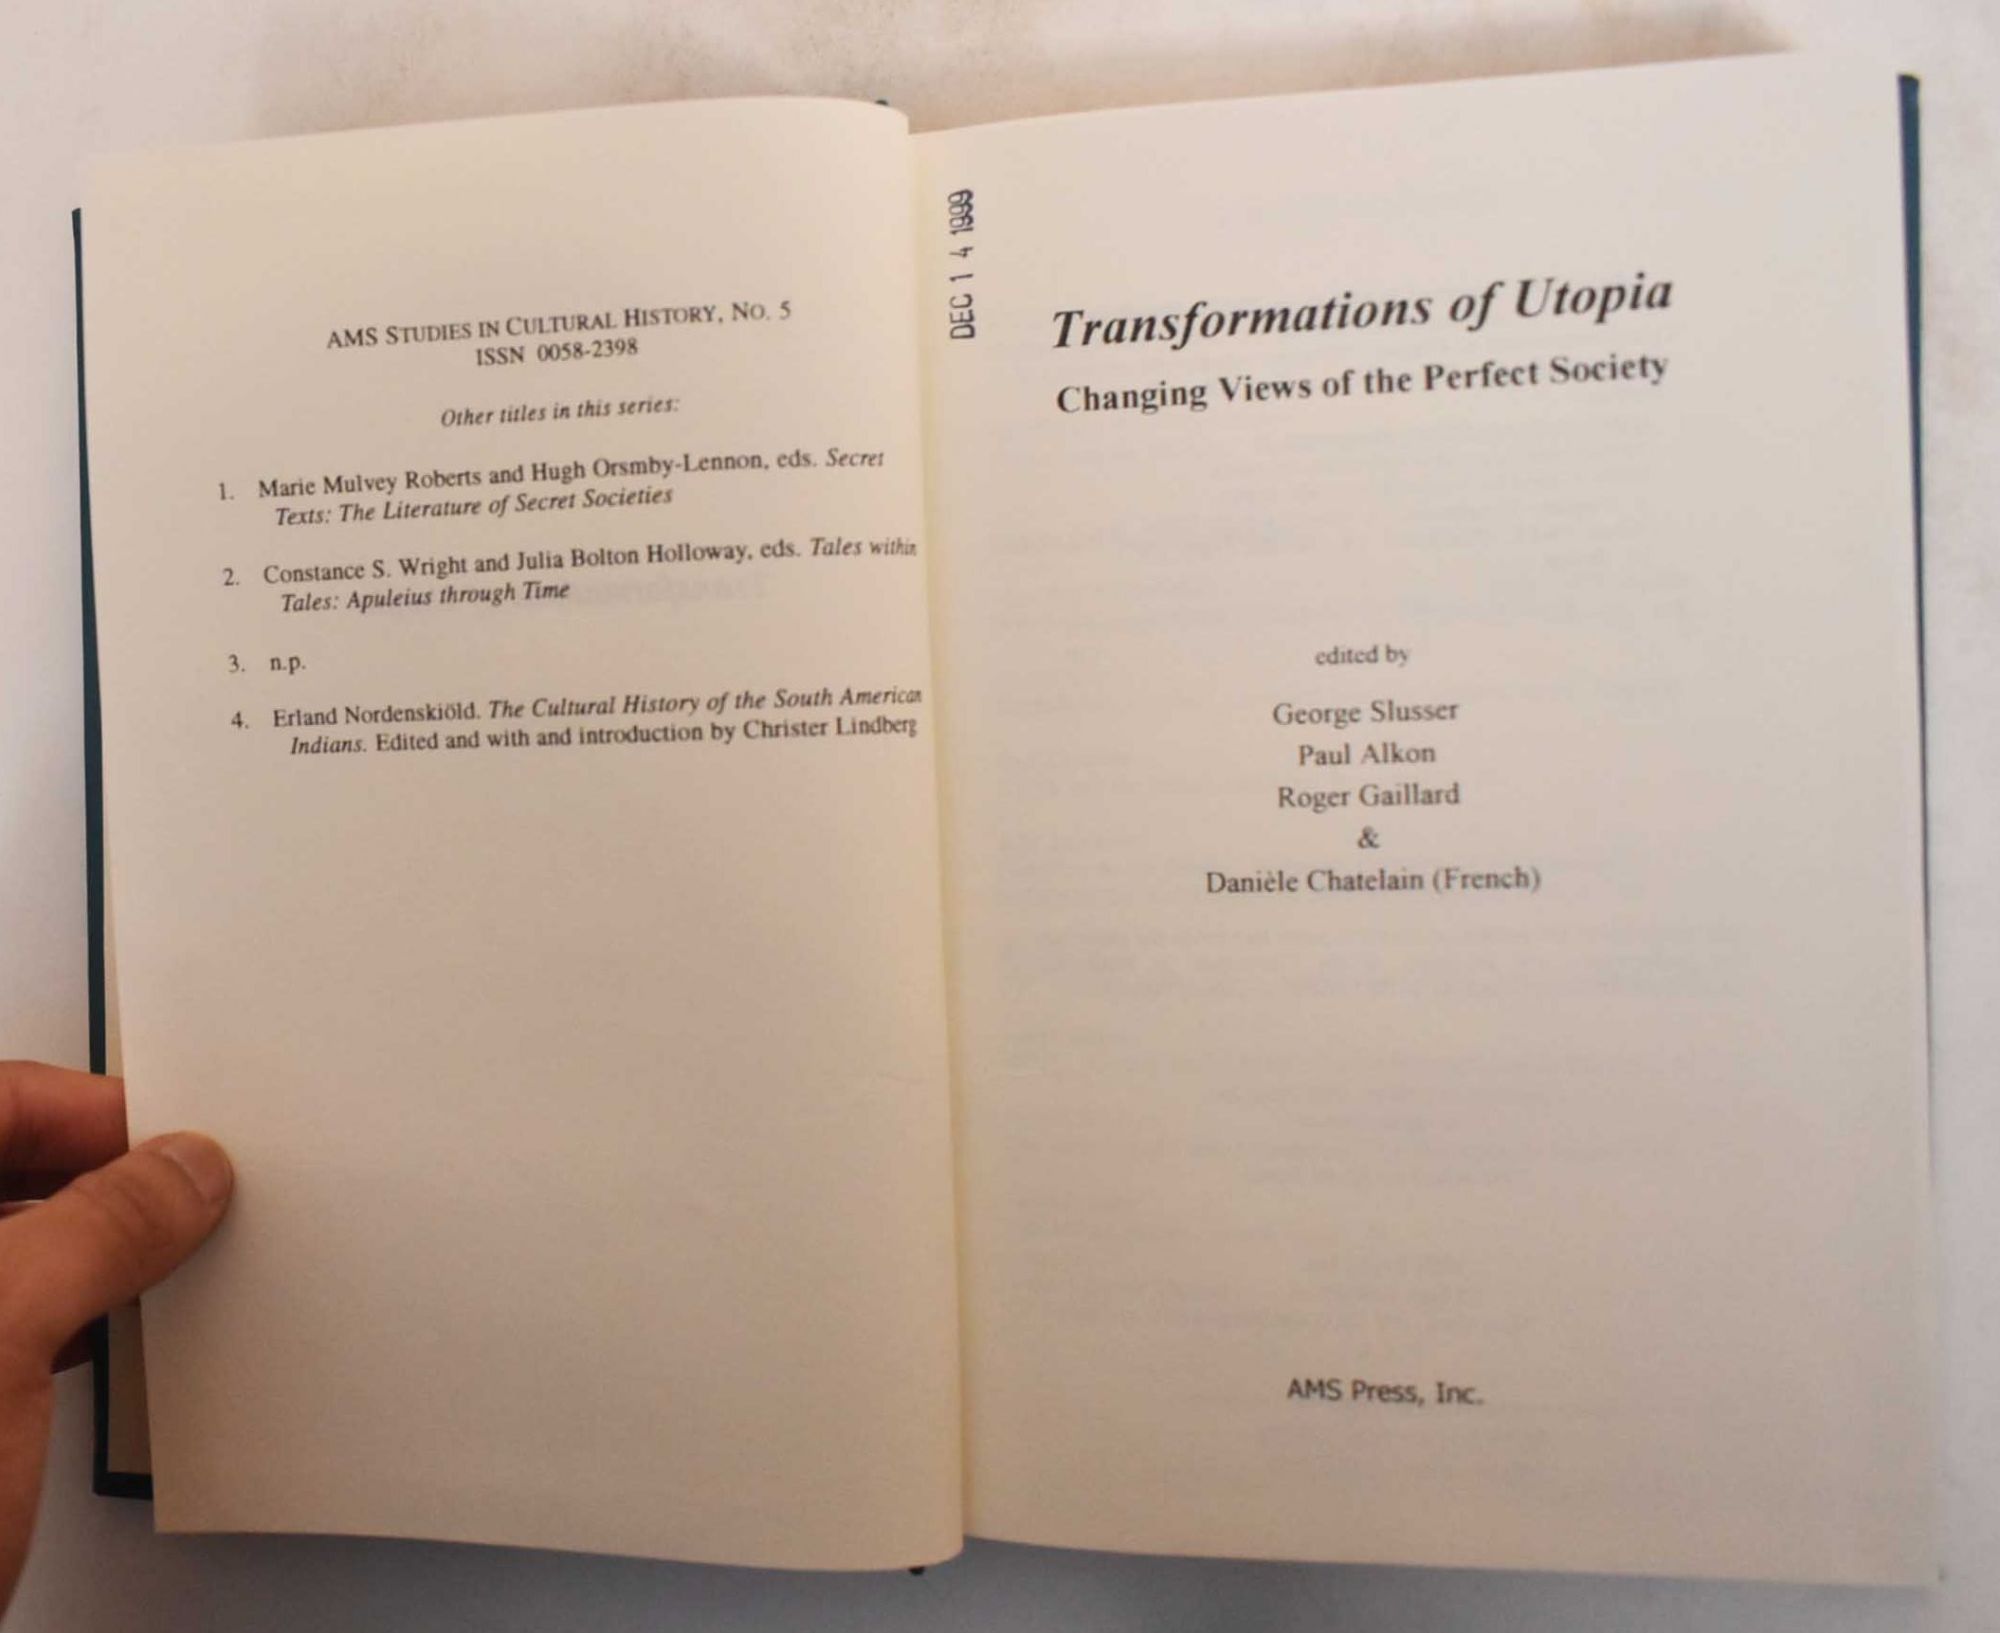 AMS STUDIES IN CULTURAL HISTORY, NO. 5
ISSN 0058-2398
Other titles in this series:
1. Marie Mulvey Roberts and Hugh Orsmby-Lennon, eds. Secret
Texts: The Literature of Secret Societies
2. Constance S. Wright and Julia Bolton Holloway, eds. Tales within
Tales: Apuleius through Time
3. n.p.
4. Erland Nordenskiöld. The Cultural History of the South American
Indians. Edited and with and introduction by Christer Lindberg
DEC 14 1999
Transformations of Utopia
Changing Views of the Perfect Society
edited by
George Slusser
Paul Alkon
Roger Gaillard
&
Danièle Chatelain (French)
AMS Press, Inc.